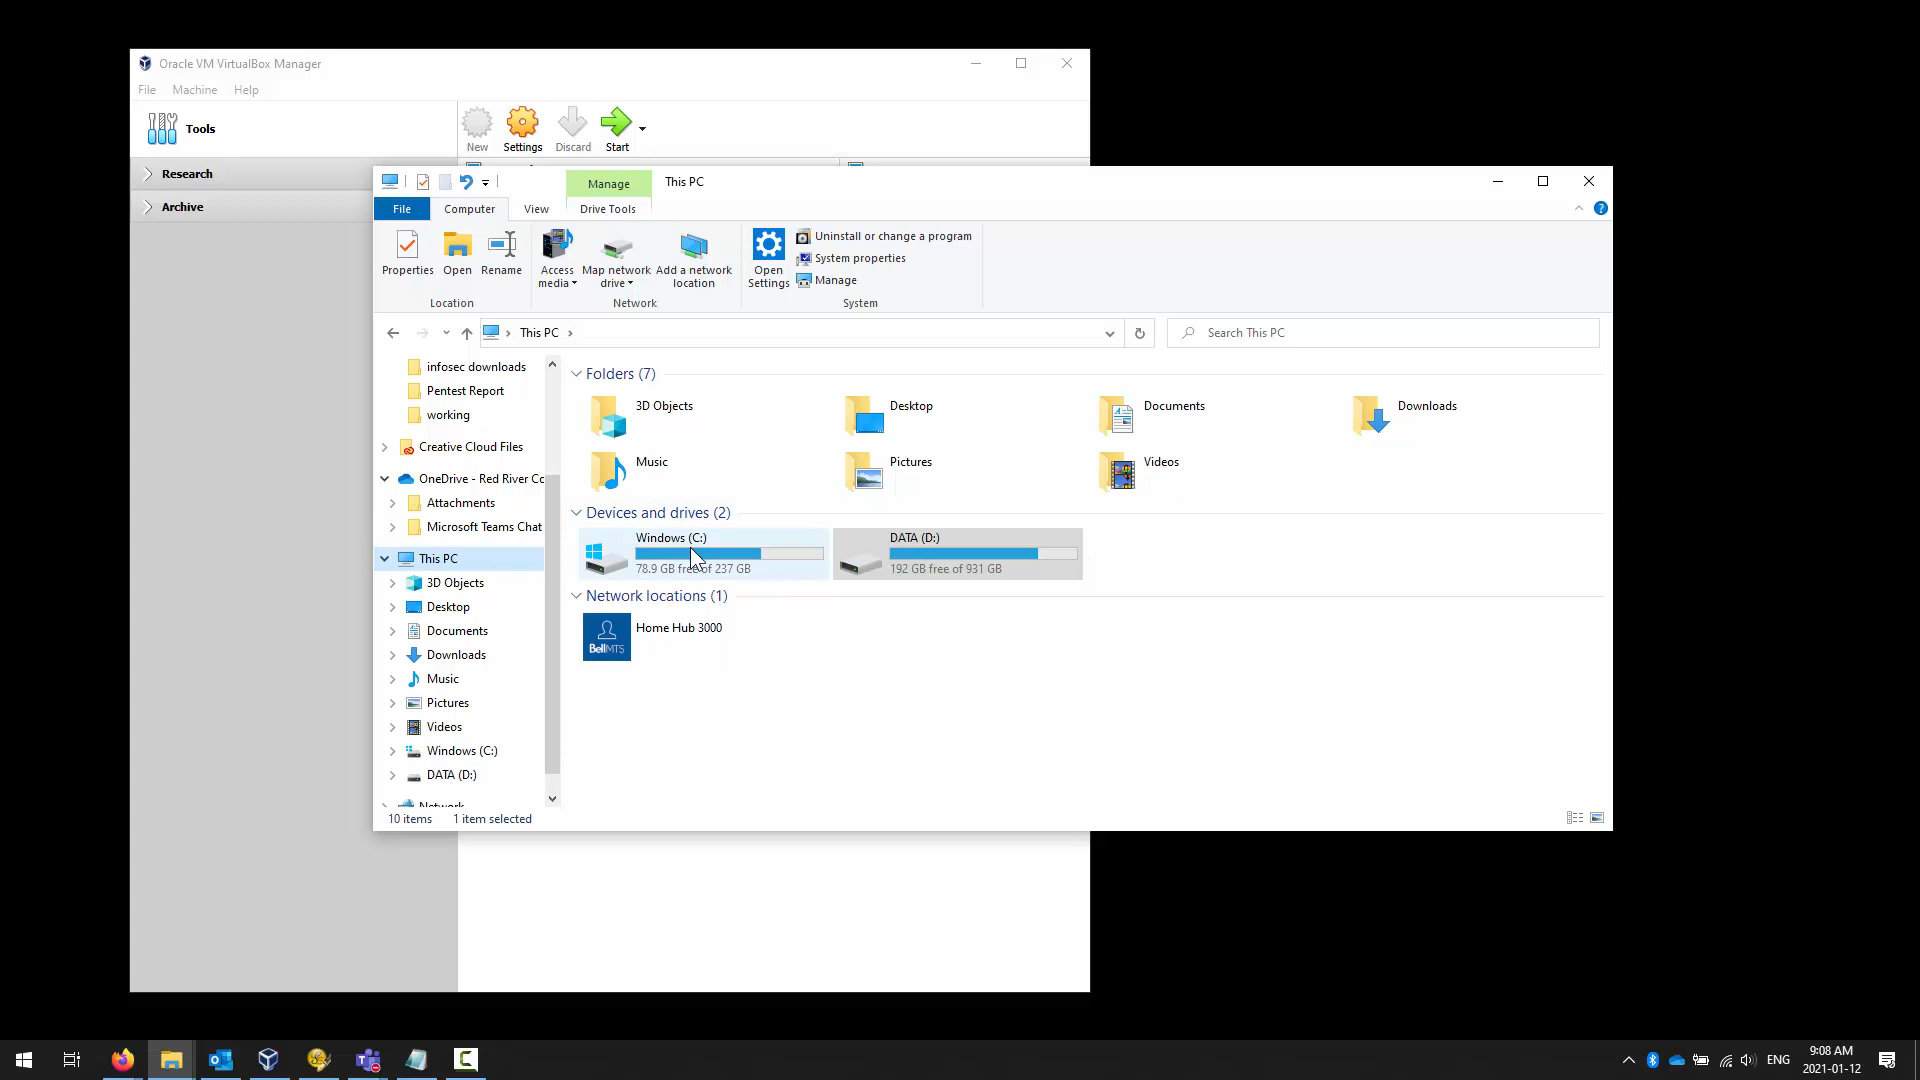 Oracle VM VirtualBox Manager
File Machine Help
Tools
New Settings Discard Start
Research
Archive
Manage This PC
File Computer View Drive Tools
Properties Open Rename
Access media Map network drive Add a network location
Open Settings
Uninstall or change a program
System properties
Manage
Location Network System
This PC
Search This PC
infosec downloads
Pentest Report
working
Creative Cloud Files
OneDrive - Red River Cc
Attachments
Microsoft Teams Chat
This PC
3D Objects
Desktop
Documents
Downloads
Music
Pictures
Videos
Windows (C:)
DATA (D:)
Network
Folders (7)
3D Objects Desktop Documents Downloads
Music Pictures Videos
Devices and drives (2)
Windows (C:) DATA (D:)
78.9 GB free of 237 GB 192 GB free of 931 GB
Network locations (1)
Home Hub 3000
BellMTS
10 items 1 item selected
ENG
9:08 AM
2021-01-12